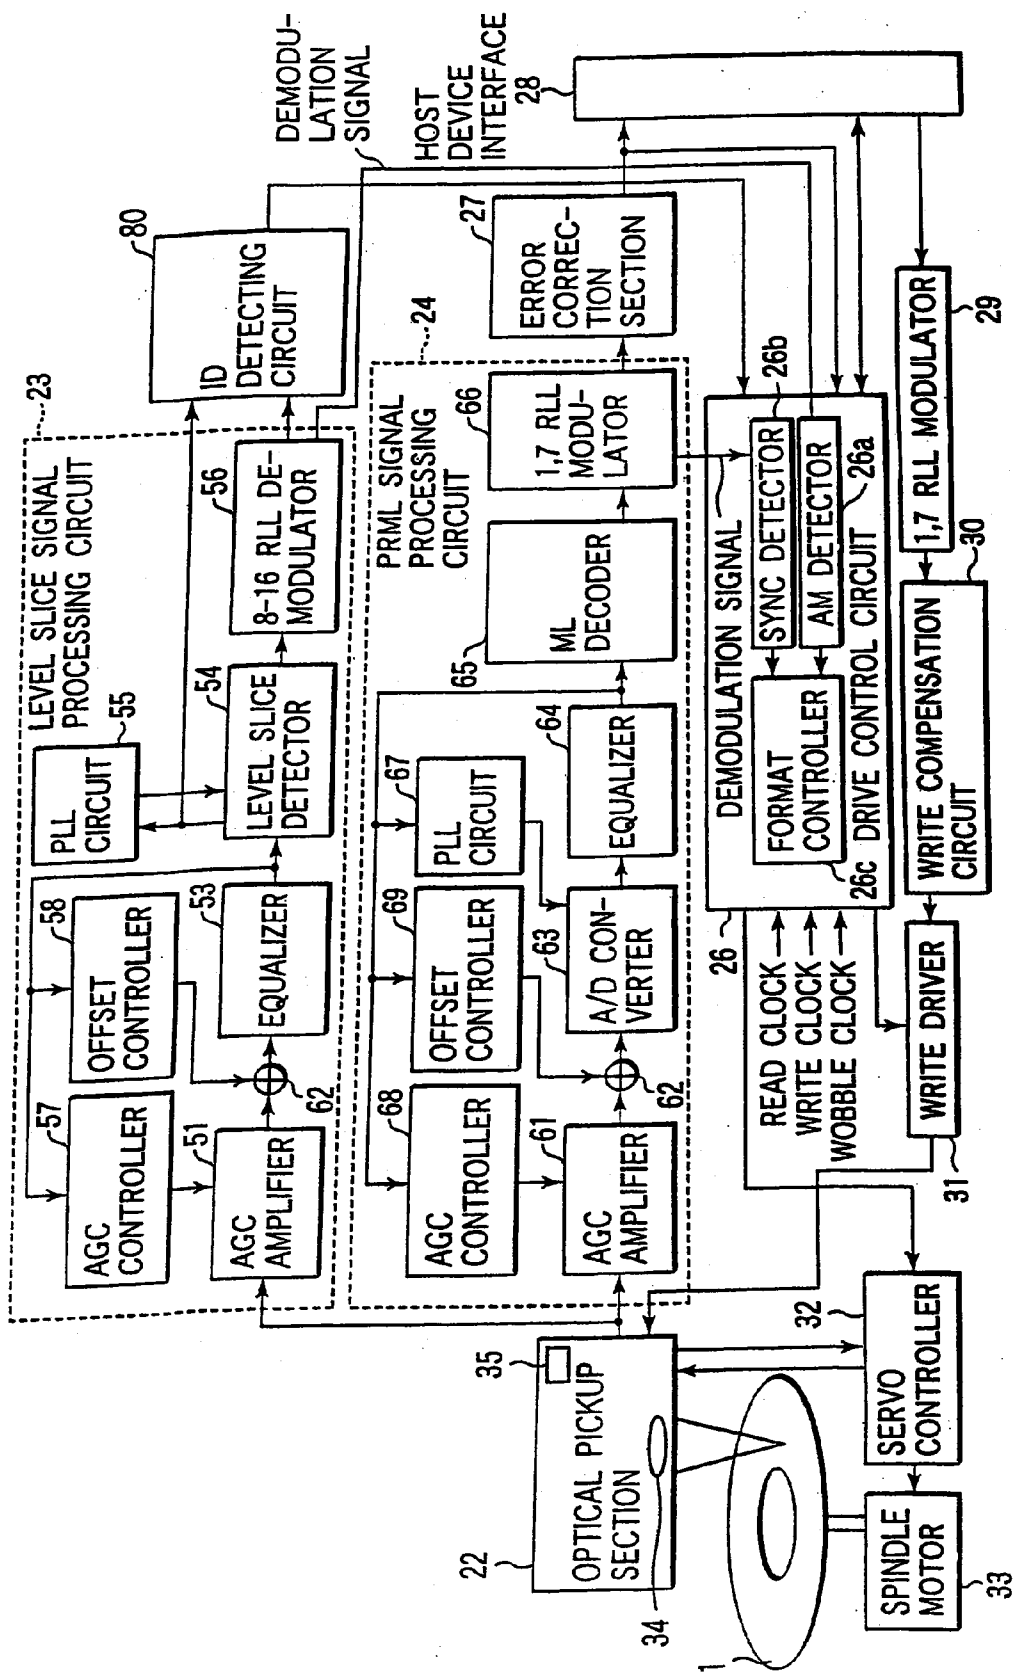 LEVEL SLICE SIGNAL
PROCESSING CIRCUIT
23
AGC
CONTROLLER
57
OFFSET
CONTROLLER
58
PLL
CIRCUIT
55
AGC
AMPLIFIER
51
62
EQUALIZER
53
LEVEL SLICE
DETECTOR
54
8-16 RLL DE-
MODULATOR
56
ID
DETECTING
CIRCUIT
80
DEMODU-
LATION
SIGNAL
HOST
DEVICE
INTERFACE
28
PRML SIGNAL
PROCESSING
CIRCUIT
24
AGC
CONTROLLER
68
OFFSET
CONTROLLER
69
PLL
CIRCUIT
67
AGC
AMPLIFIER
61
62
A/D CON-
VERTER
63
EQUALIZER
64
ML
DECODER
65
1,7 RLL
MODU-
LATOR
66
ERROR
CORREC-
TION
SECTION
27
OPTICAL PICKUP
SECTION
22
35
34
1
SPINDLE
MOTOR
33
SERVO
CONTROLLER
32
READ CLOCK
WRITE CLOCK
WOBBLE CLOCK
26
DEMODULATION SIGNAL
FORMAT
CONTROLLER
26c
SYNC DETECTOR
26b
AM DETECTOR
26a
DRIVE CONTROL CIRCUIT
WRITE DRIVER
31
WRITE COMPENSATION
CIRCUIT
30
1,7 RLL MODULATOR
29